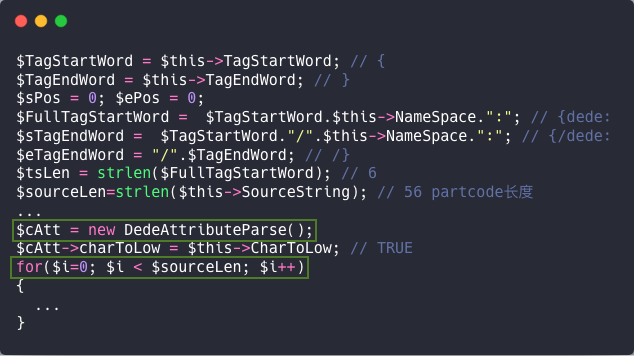 $TagStartWord = $this->TagStartWord; // {
$TagEndWord = $this->TagEndWord; // }
$sPos = 0; $ePos = 0;
$FullTagStartWord =  $TagStartWord.$this->NameSpace.":"; // {dede:
$sTagEndWord =  $TagStartWord."/".$this->NameSpace.":"; // {/dede:
$eTagEndWord = "/".$TagEndWord; // /}
$tsLen = strlen($FullTagStartWord); // 6
$sourceLen=strlen($this->SourceString); // 56 partcode长度
...
$cAtt = new DedeAttributeParse();
$cAtt->charToLow = $this->CharToLow; // TRUE
for($i=0; $i < $sourceLen; $i++)
{
  ...
}